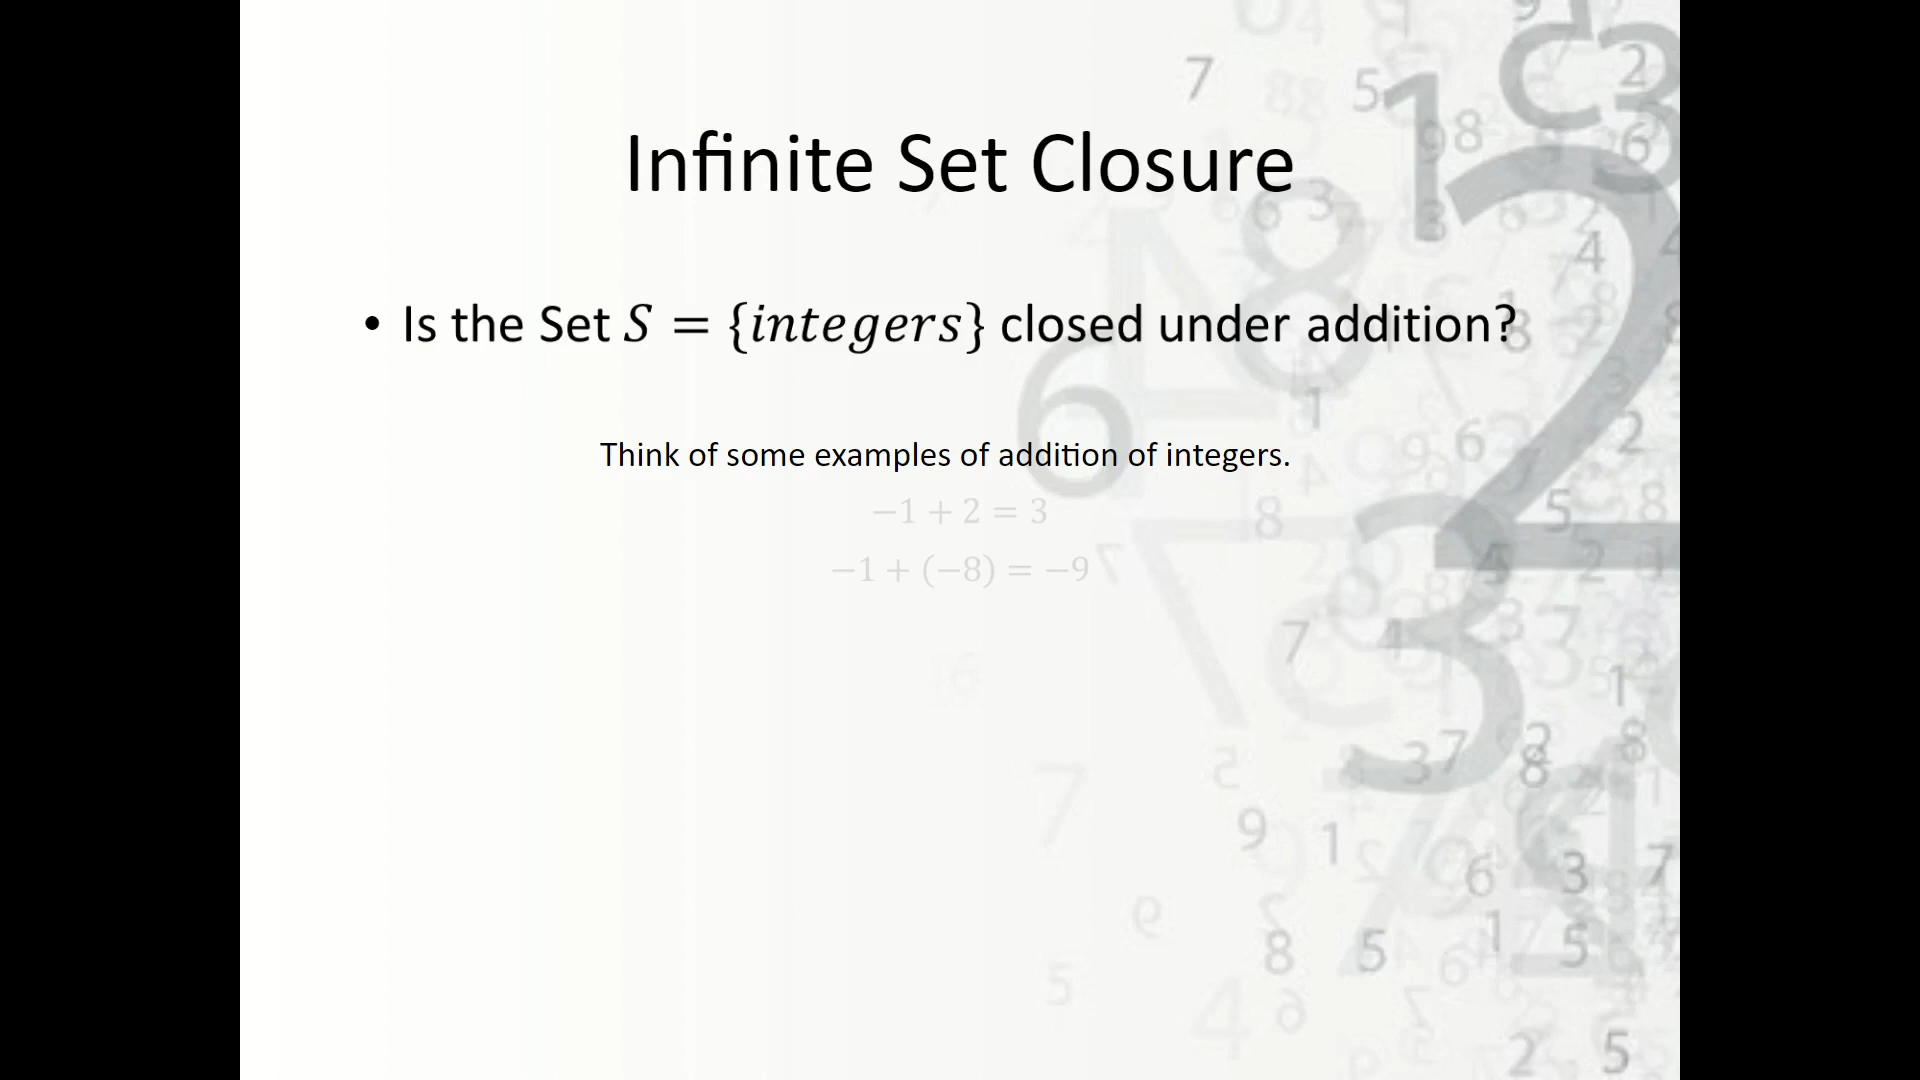 Infinite Set Closure
• Is the Set 𝑆 = {𝑖𝑛𝑡𝑒𝑔𝑒𝑟𝑠} closed under addition?
Think of some examples of addition of integers.
−1 + 2 = 3
−1 + (−8) = −9